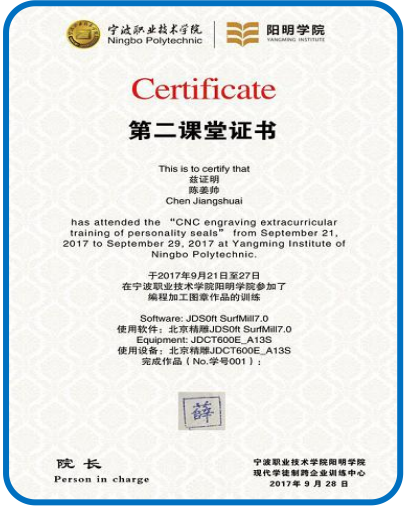 宁波职业技术学院 阳明学院
Ningbo Polytechnic YANGMING INSTITUTE
Certificate
第二课堂证书
This is to certify that
兹证明
陈姜帅
Chen Jiangshuai
has attended the “CNC engraving extracurricular
training of personality seals” from September 21,
2017 to September 29, 2017 at Yangming Institute of
Ningbo Polytechnic.
于2017年9月21日至27日
在宁波职业技术学院阳明学院参加了
编程加工图章作品的训练
Software: JDS0ft SurfMill7.0
使用软件：北京精雕JDS0ft SurfMill7.0
Equipment: JDCT600E_A13S
使用设备：北京精雕JDCT600E_A13S
完成作品（No.学号001）：
薛
院 长
Person in charge
宁波职业技术学院阳明学院
现代学徒制跨企业训练中心
2017年 9 月 28 日